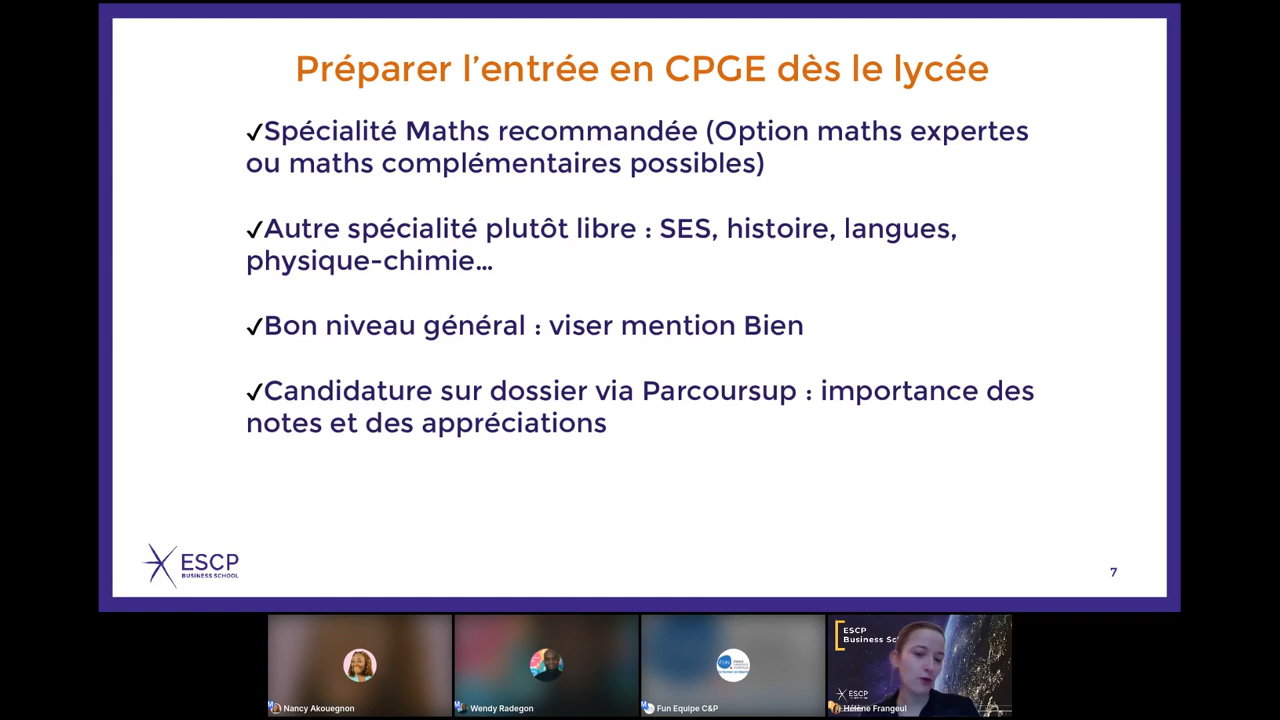 Préparer l’entrée en CPGE dès le lycée
✓Spécialité Maths recommandée (Option maths expertes
ou maths complémentaires possibles)
✓Autre spécialité plutôt libre : SES, histoire, langues,
physique-chimie…
✓Bon niveau général : viser mention Bien
✓Candidature sur dossier via Parcoursup : importance des
notes et des appréciations
ESCP
BUSINESS SCHOOL
7
Nancy Akouegnon
Wendy Radegon
FUN
Fun Equipe C&P
ESCP
Business Sc
ESCP
Hélène Frangeul